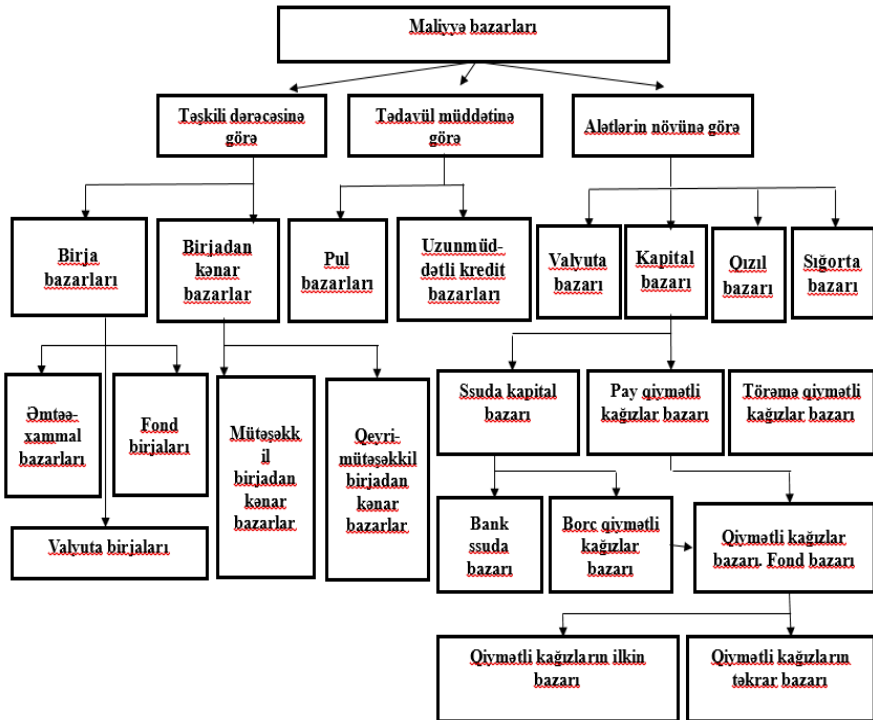 Maliyyə bazarları
Təşkili dərəcəsinə
görə
Tədavül müddətinə
görə
Alətlərin növünə görə
Birja
bazarları
Birjadan
kənar
bazarlar
Pul
bazarları
Uzunmüd-
dətli kredit
bazarları
Valyuta
bazarı
Kapital
bazarı
Qızıl
bazarı
Sığorta
bazarı
Əmtəə-
xammal
bazarları
Fond
birjaları
Mütəşəkk
il
birjadan
kənar
bazarlar
Qeyri-
mütəşəkkil
birjadan
kənar
bazarlar
Ssuda kapital
bazarı
Pay qiymətli
kağızlar bazarı
Törəmə qiymətli
kağızlar bazarı
Valyuta birjaları
Bank
ssuda
bazarı
Borc qiymətli
kağızlar
bazarı
Qiymətli kağızlar
bazarı. Fond bazarı
Qiymətli kağızların ilkin
bazarı
Qiymətli kağızların
təkrar bazarı